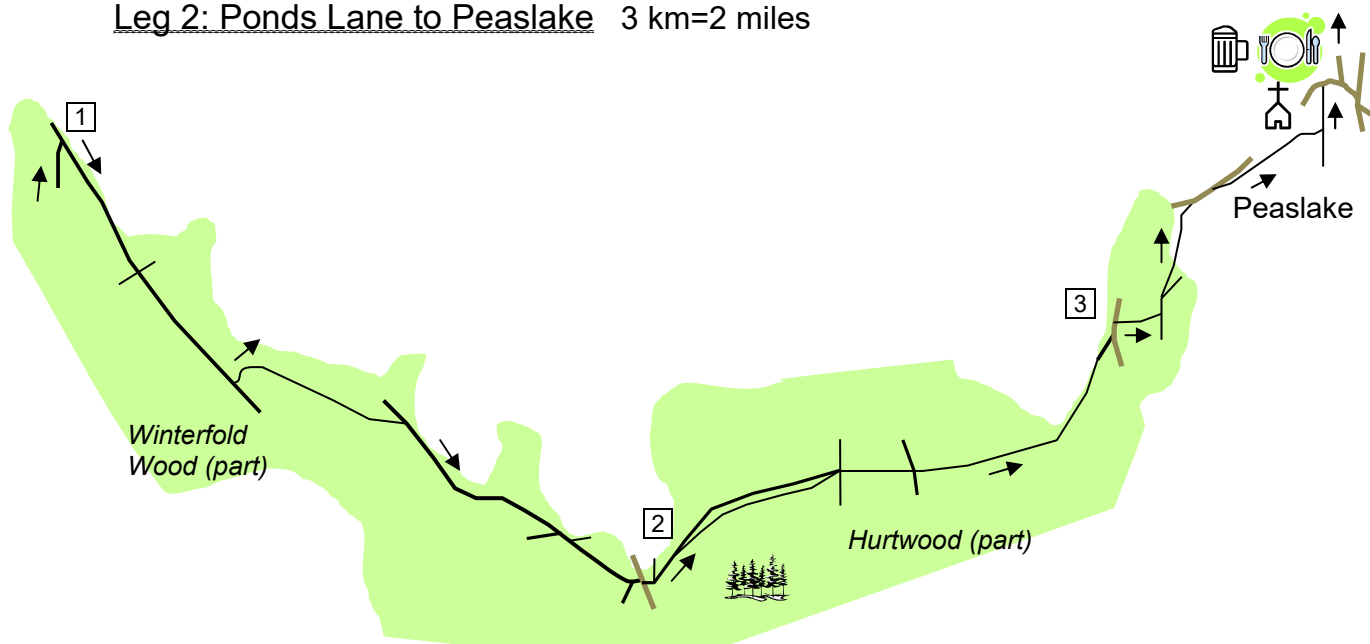 Leg 2: Ponds Lane to Peaslake 3 km=2 miles
1
Peaslake
3
Winterfold
Wood (part)
2
Hurtwood (part)